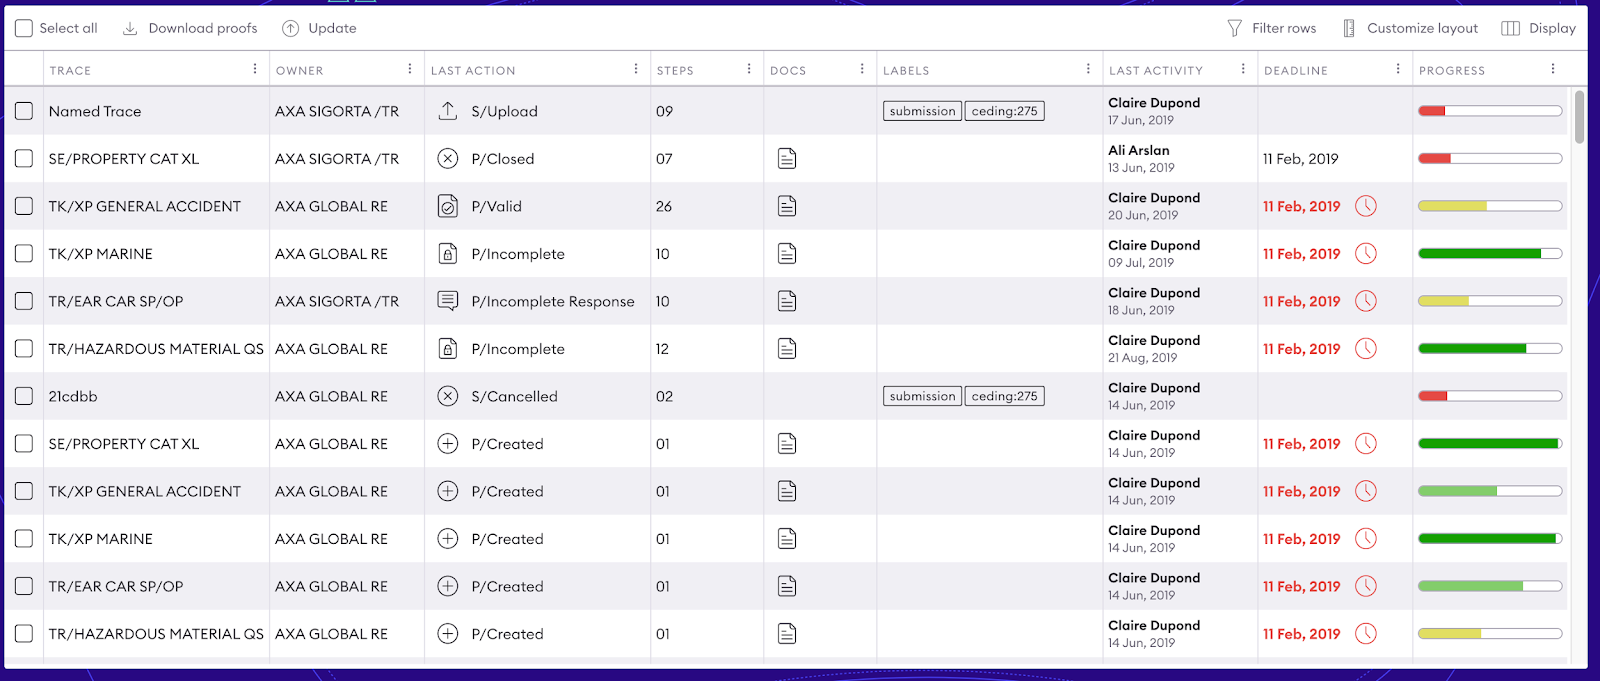 Select all Download proofs Update Filter rows Customize layout Display
TRACE OWNER LAST ACTION STEPS DOCS LABELS LAST ACTIVITY DEADLINE PROGRESS
Named Trace AXA SIGORTA /TR S/Upload 09 submission ceding:275 Claire Dupond
17 Jun, 2019
SE/PROPERTY CAT XL AXA SIGORTA /TR P/Closed 07 Ali Arslan 11 Feb, 2019
13 Jun, 2019
TK/XP GENERAL ACCIDENT AXA GLOBAL RE P/Valid 26 Claire Dupond 11 Feb, 2019
20 Jun, 2019
TK/XP MARINE AXA GLOBAL RE P/Incomplete 10 Claire Dupond 11 Feb, 2019
09 Jul, 2019
TR/EAR CAR SP/OP AXA SIGORTA /TR P/Incomplete Response 10 Claire Dupond 11 Feb, 2019
18 Jun, 2019
TR/HAZARDOUS MATERIAL QS AXA GLOBAL RE P/Incomplete 12 Claire Dupond 11 Feb, 2019
21 Aug, 2019
21cdbb AXA GLOBAL RE S/Cancelled 02 submission ceding:275 Claire Dupond
14 Jun, 2019
SE/PROPERTY CAT XL AXA GLOBAL RE P/Created 01 Claire Dupond 11 Feb, 2019
14 Jun, 2019
TK/XP GENERAL ACCIDENT AXA GLOBAL RE P/Created 01 Claire Dupond 11 Feb, 2019
14 Jun, 2019
TK/XP MARINE AXA GLOBAL RE P/Created 01 Claire Dupond 11 Feb, 2019
14 Jun, 2019
TR/EAR CAR SP/OP AXA GLOBAL RE P/Created 01 Claire Dupond 11 Feb, 2019
14 Jun, 2019
TR/HAZARDOUS MATERIAL QS AXA GLOBAL RE P/Created 01 Claire Dupond 11 Feb, 2019
14 Jun, 2019